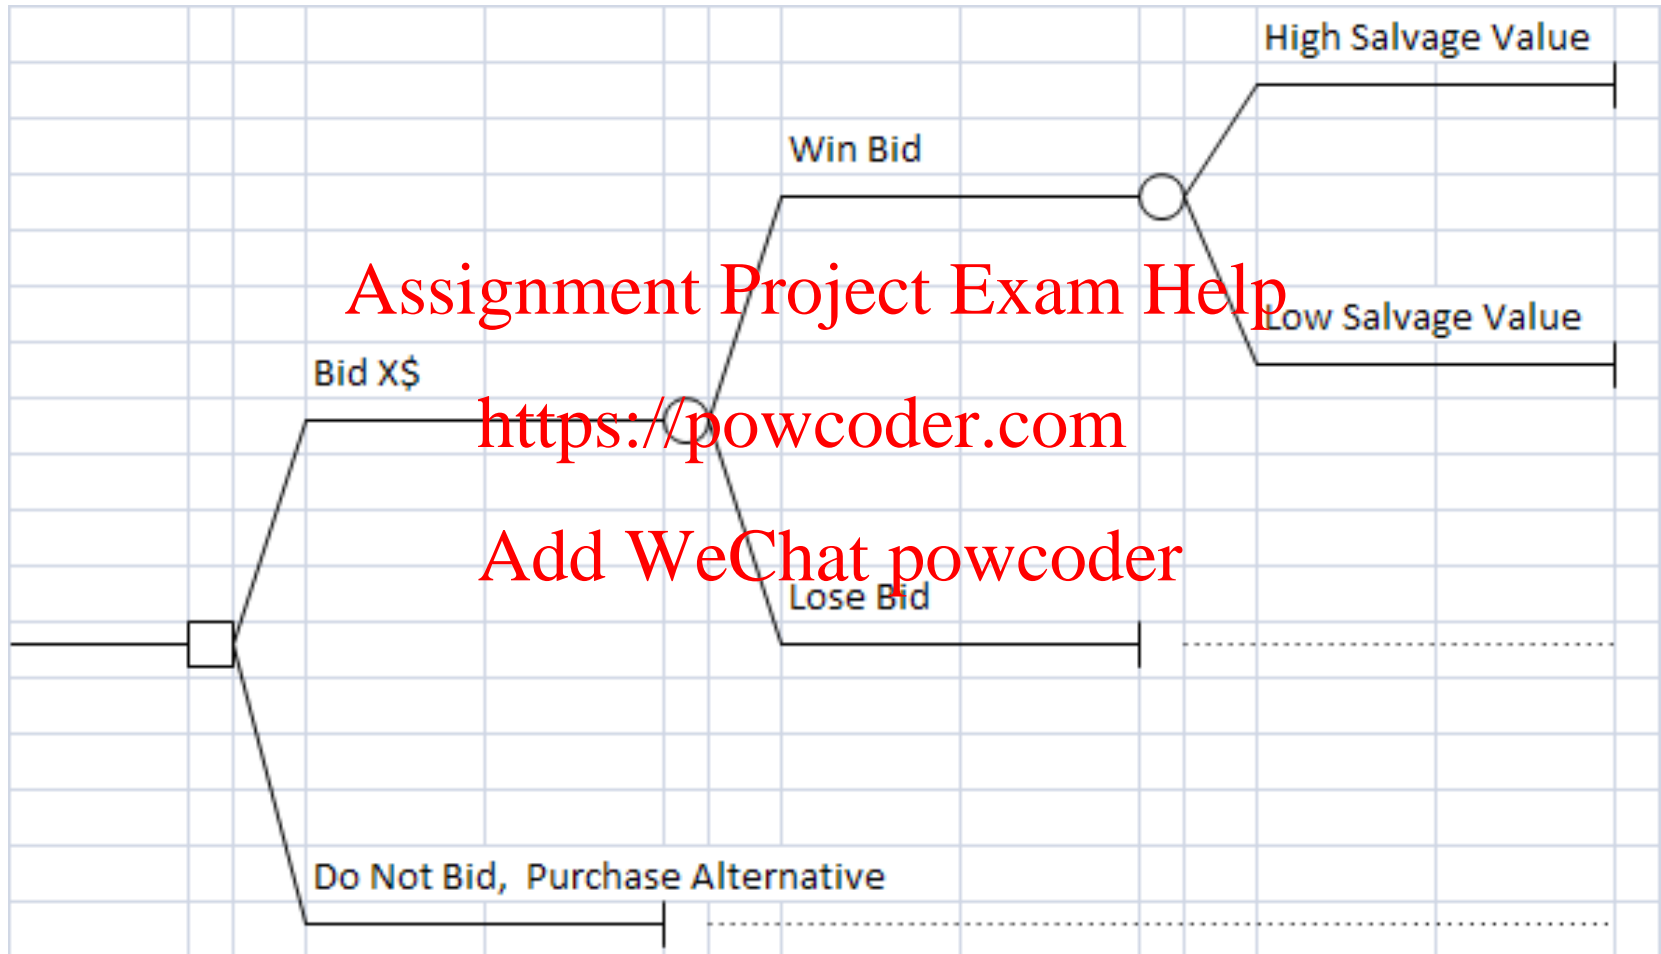 High Salvage Value
Win Bid
Assignment Project Exam Help
Low Salvage Value
Bid X$
https://powcoder.com
Add WeChat powcoder
Lose Bid
Do Not Bid, Purchase Alternative